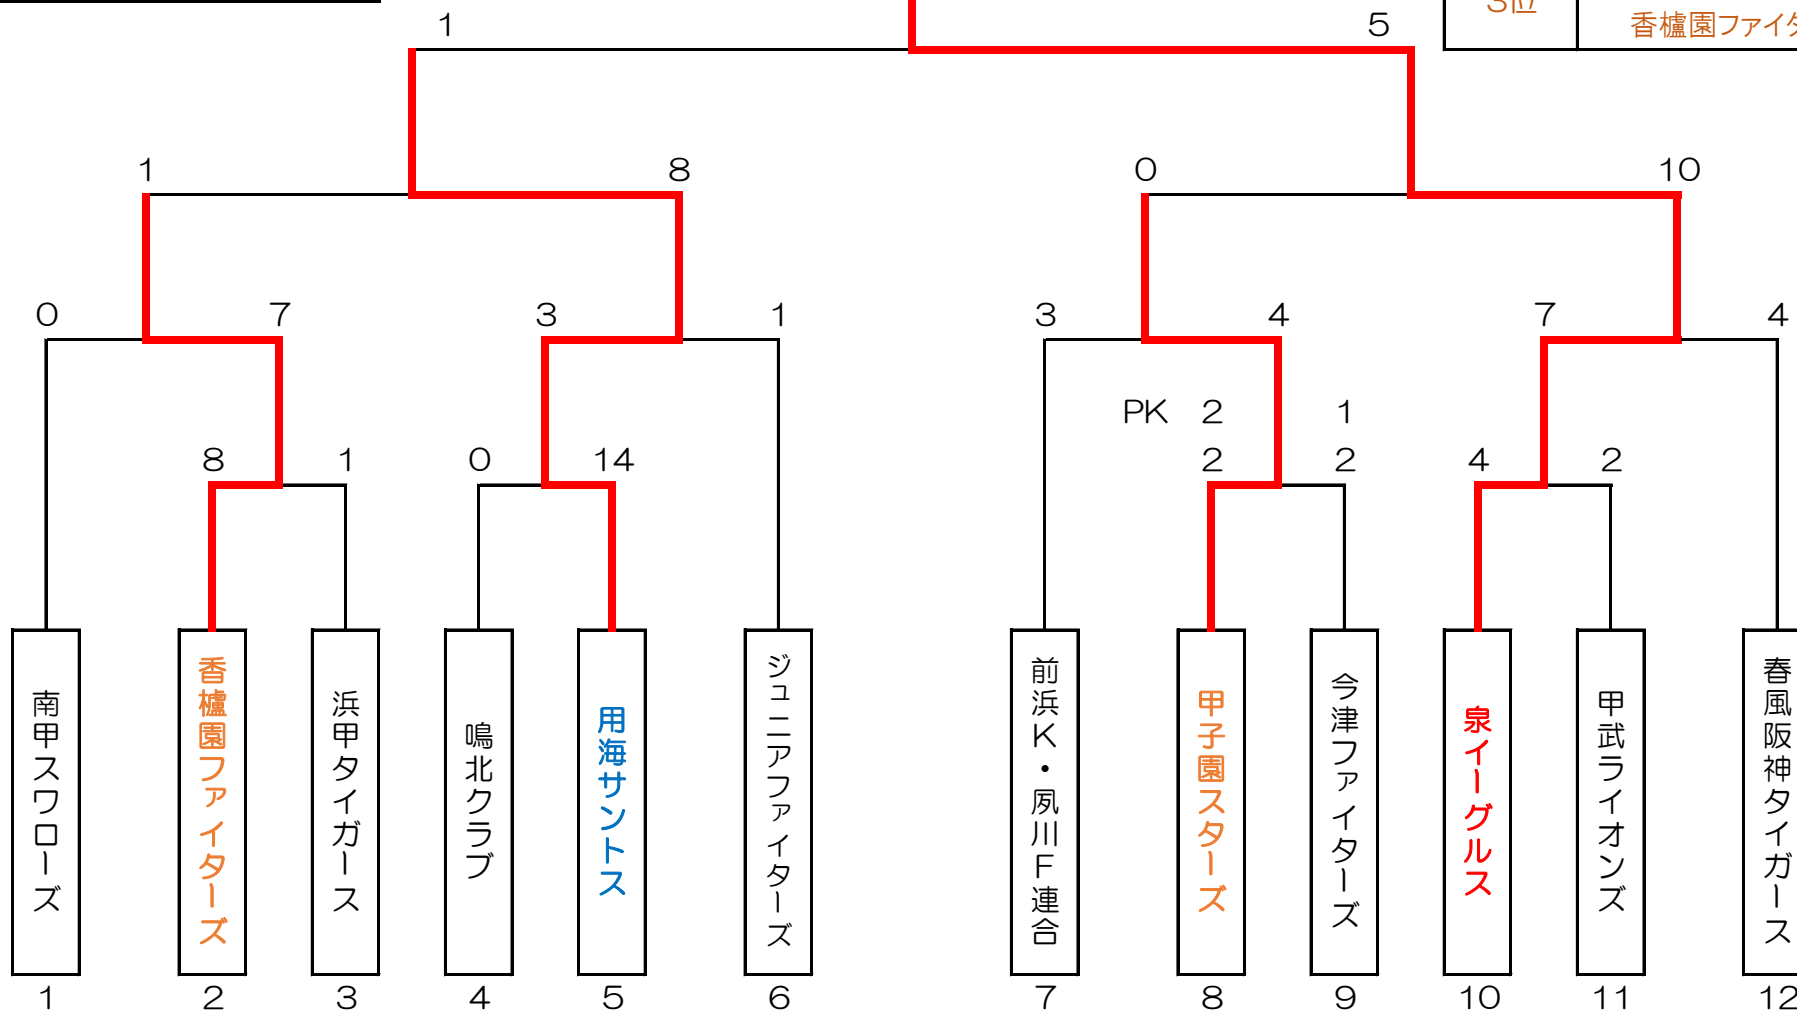 3位
香櫨園ファイタ
1 5
1 8 0 10
0 7 3 1 3 4 7 4
PK 2 1
8 1 0 14 2 2 4 2
南甲スワローズ
香櫨園ファイターズ
浜甲タイガース
鳴北クラブ
用海サントス
ジュニアファイターズ
前浜K・夙川F連合
甲子園スターズ
今津ファイターズ
泉イーグルス
甲武ライオンズ
春風阪神タイガース
1 2 3 4 5 6 7 8 9 10 11 12